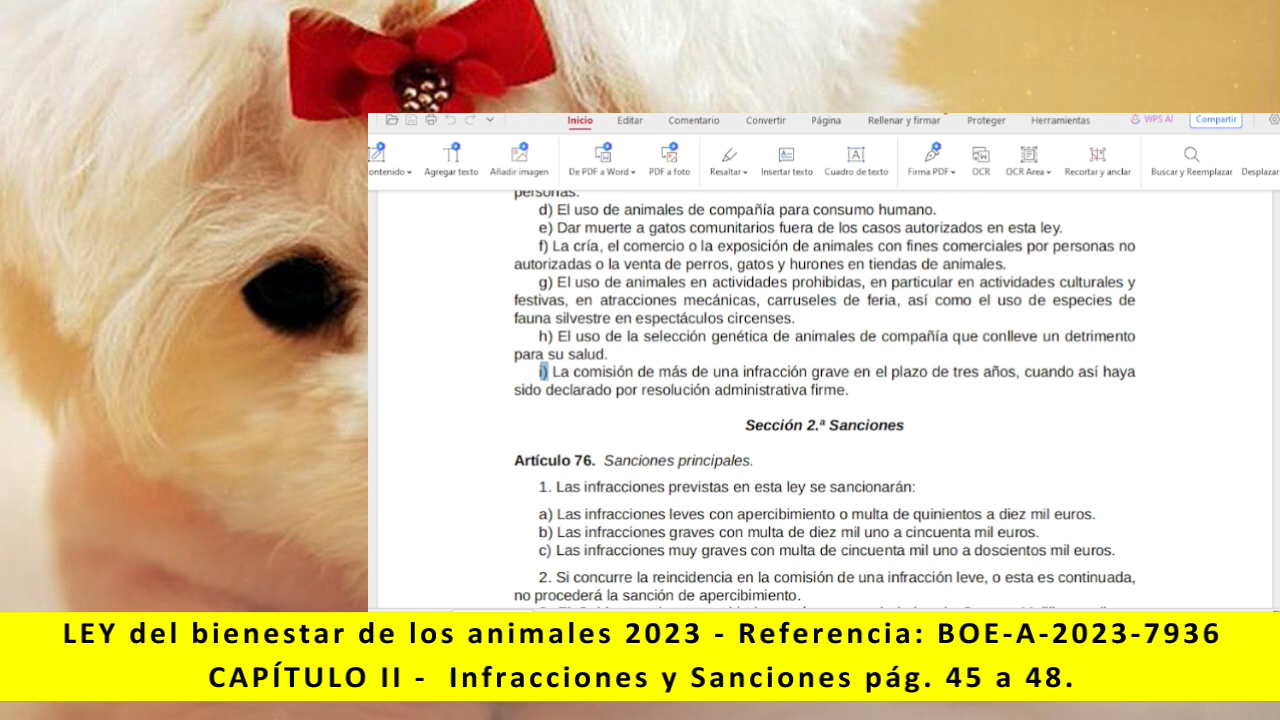 Inicio Editar Comentario Convertir Página Rellenar y firmar Proteger Herramientas WPS AI Compartir
ontenido Agregar texto Añadir imagen De PDF a Word PDF a foto Resaltar Insertar texto Cuadro de texto Firma PDF OCR OCR Area Recortar y anclar Buscar y Reemplazar Desplazar
personas.
d) El uso de animales de compañía para consumo humano.
e) Dar muerte a gatos comunitarios fuera de los casos autorizados en esta ley.
f) La cría, el comercio o la exposición de animales con fines comerciales por personas no
autorizadas o la venta de perros, gatos y hurones en tiendas de animales.
g) El uso de animales en actividades prohibidas, en particular en actividades culturales y
festivas, en atracciones mecánicas, carruseles de feria, así como el uso de especies de
fauna silvestre en espectáculos circenses.
h) El uso de la selección genética de animales de compañía que conlleve un detrimento
para su salud.
i) La comisión de más de una infracción grave en el plazo de tres años, cuando así haya
sido declarado por resolución administrativa firme.
Sección 2.ª Sanciones
Artículo 76. Sanciones principales.
1. Las infracciones previstas en esta ley se sancionarán:
a) Las infracciones leves con apercibimiento o multa de quinientos a diez mil euros.
b) Las infracciones graves con multa de diez mil uno a cincuenta mil euros.
c) Las infracciones muy graves con multa de cincuenta mil uno a doscientos mil euros.
2. Si concurre la reincidencia en la comisión de una infracción leve, o esta es continuada,
no procederá la sanción de apercibimiento.
LEY del bienestar de los animales 2023 - Referencia: BOE-A-2023-7936
CAPÍTULO II - Infracciones y Sanciones pág. 45 a 48.